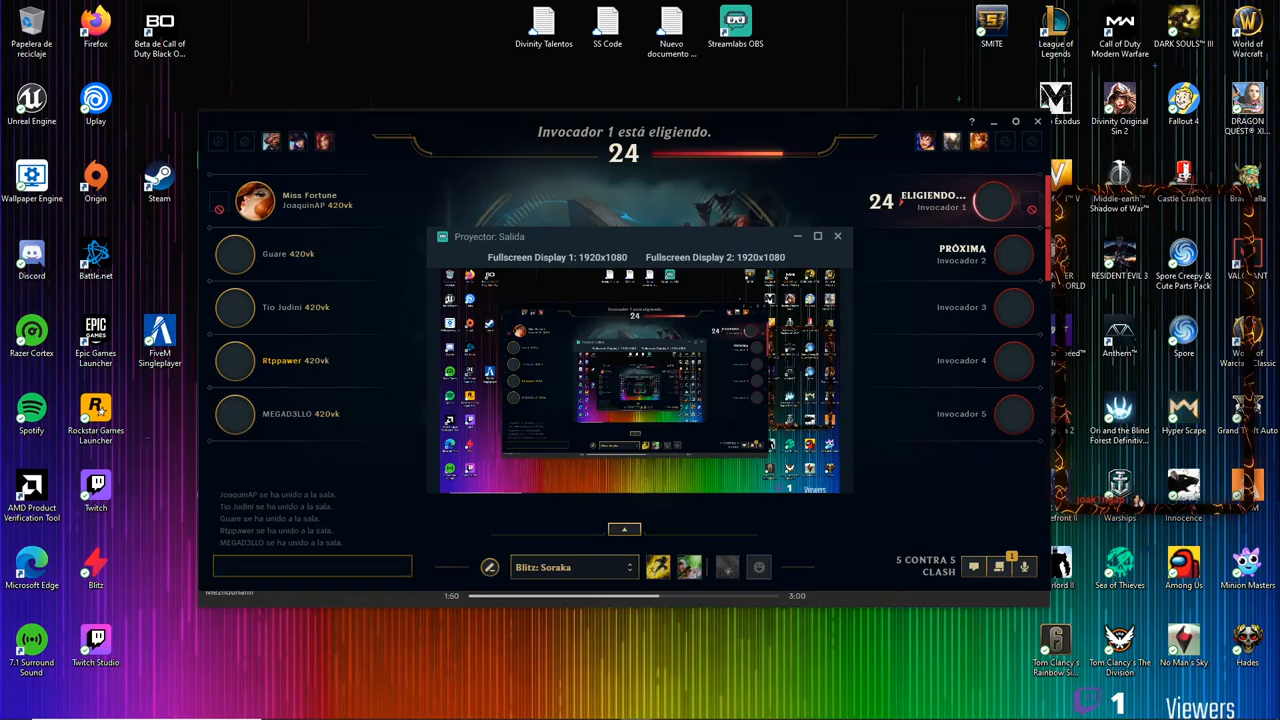 Papelera de
reciclaje
Firefox
BO
Beta de Call of
Duty Black O...
Divinity Talentos
SS Code
Nuevo
documento ...
Streamlabs OBS
SMITE
League of
Legends
Call of Duty
Modern Warfare
DARK SOULS™ III
World of
Warcraft
Unreal Engine
Uplay
Exodus
Divinity Original
Sin 2
Fallout 4
DRAGON
QUEST® XI...
Wallpaper Engine
Origin
Steam
Middle-earth™
Shadow of War™
Castle Crashers
Discord
Battle.net
RESIDENT EVIL 3
Spore Creepy &
Cute Parts Pack
Razer Cortex
Epic Games
Launcher
FiveM
Singleplayer
Anthem™
Spore
Spotify
Rockstar Games
Launcher
Ori and the Blind
Forest Definitiv...
Hyper Scape
Grand Theft Auto
AMD Product
Verification Tool
Twitch
Warships
Innocence
Microsoft Edge
Blitz
Sea of Thieves
Among Us
Minion Masters
7.1 Surround
Sound
Twitch Studio
Tom Clancy's
Rainbow Si...
Tom Clancy's The
Division
No Man's Sky
Hades
Invocador 1 está eligiendo.
24
Miss Fortune
JoaquinAP 420vk
Guare 420vk
Tio Judini 420vk
Rtppawer 420vk
MEGAD3LLO 420vk
24 ELIGIENDO...
Invocador 1
PRÓXIMA
Invocador 2
Invocador 3
Invocador 4
Invocador 5
Proyector: Salida
Fullscreen Display 1: 1920x1080
Fullscreen Display 2: 1920x1080
JoaquinAP se ha unido a la sala.
Tio Judini se ha unido a la sala.
Guare se ha unido a la sala.
Rtppawer se ha unido a la sala.
MEGAD3LLO se ha unido a la sala.
Blitz: Soraka
5 CONTRA 5
CLASH
1
1:50
3:00
1 Viewers